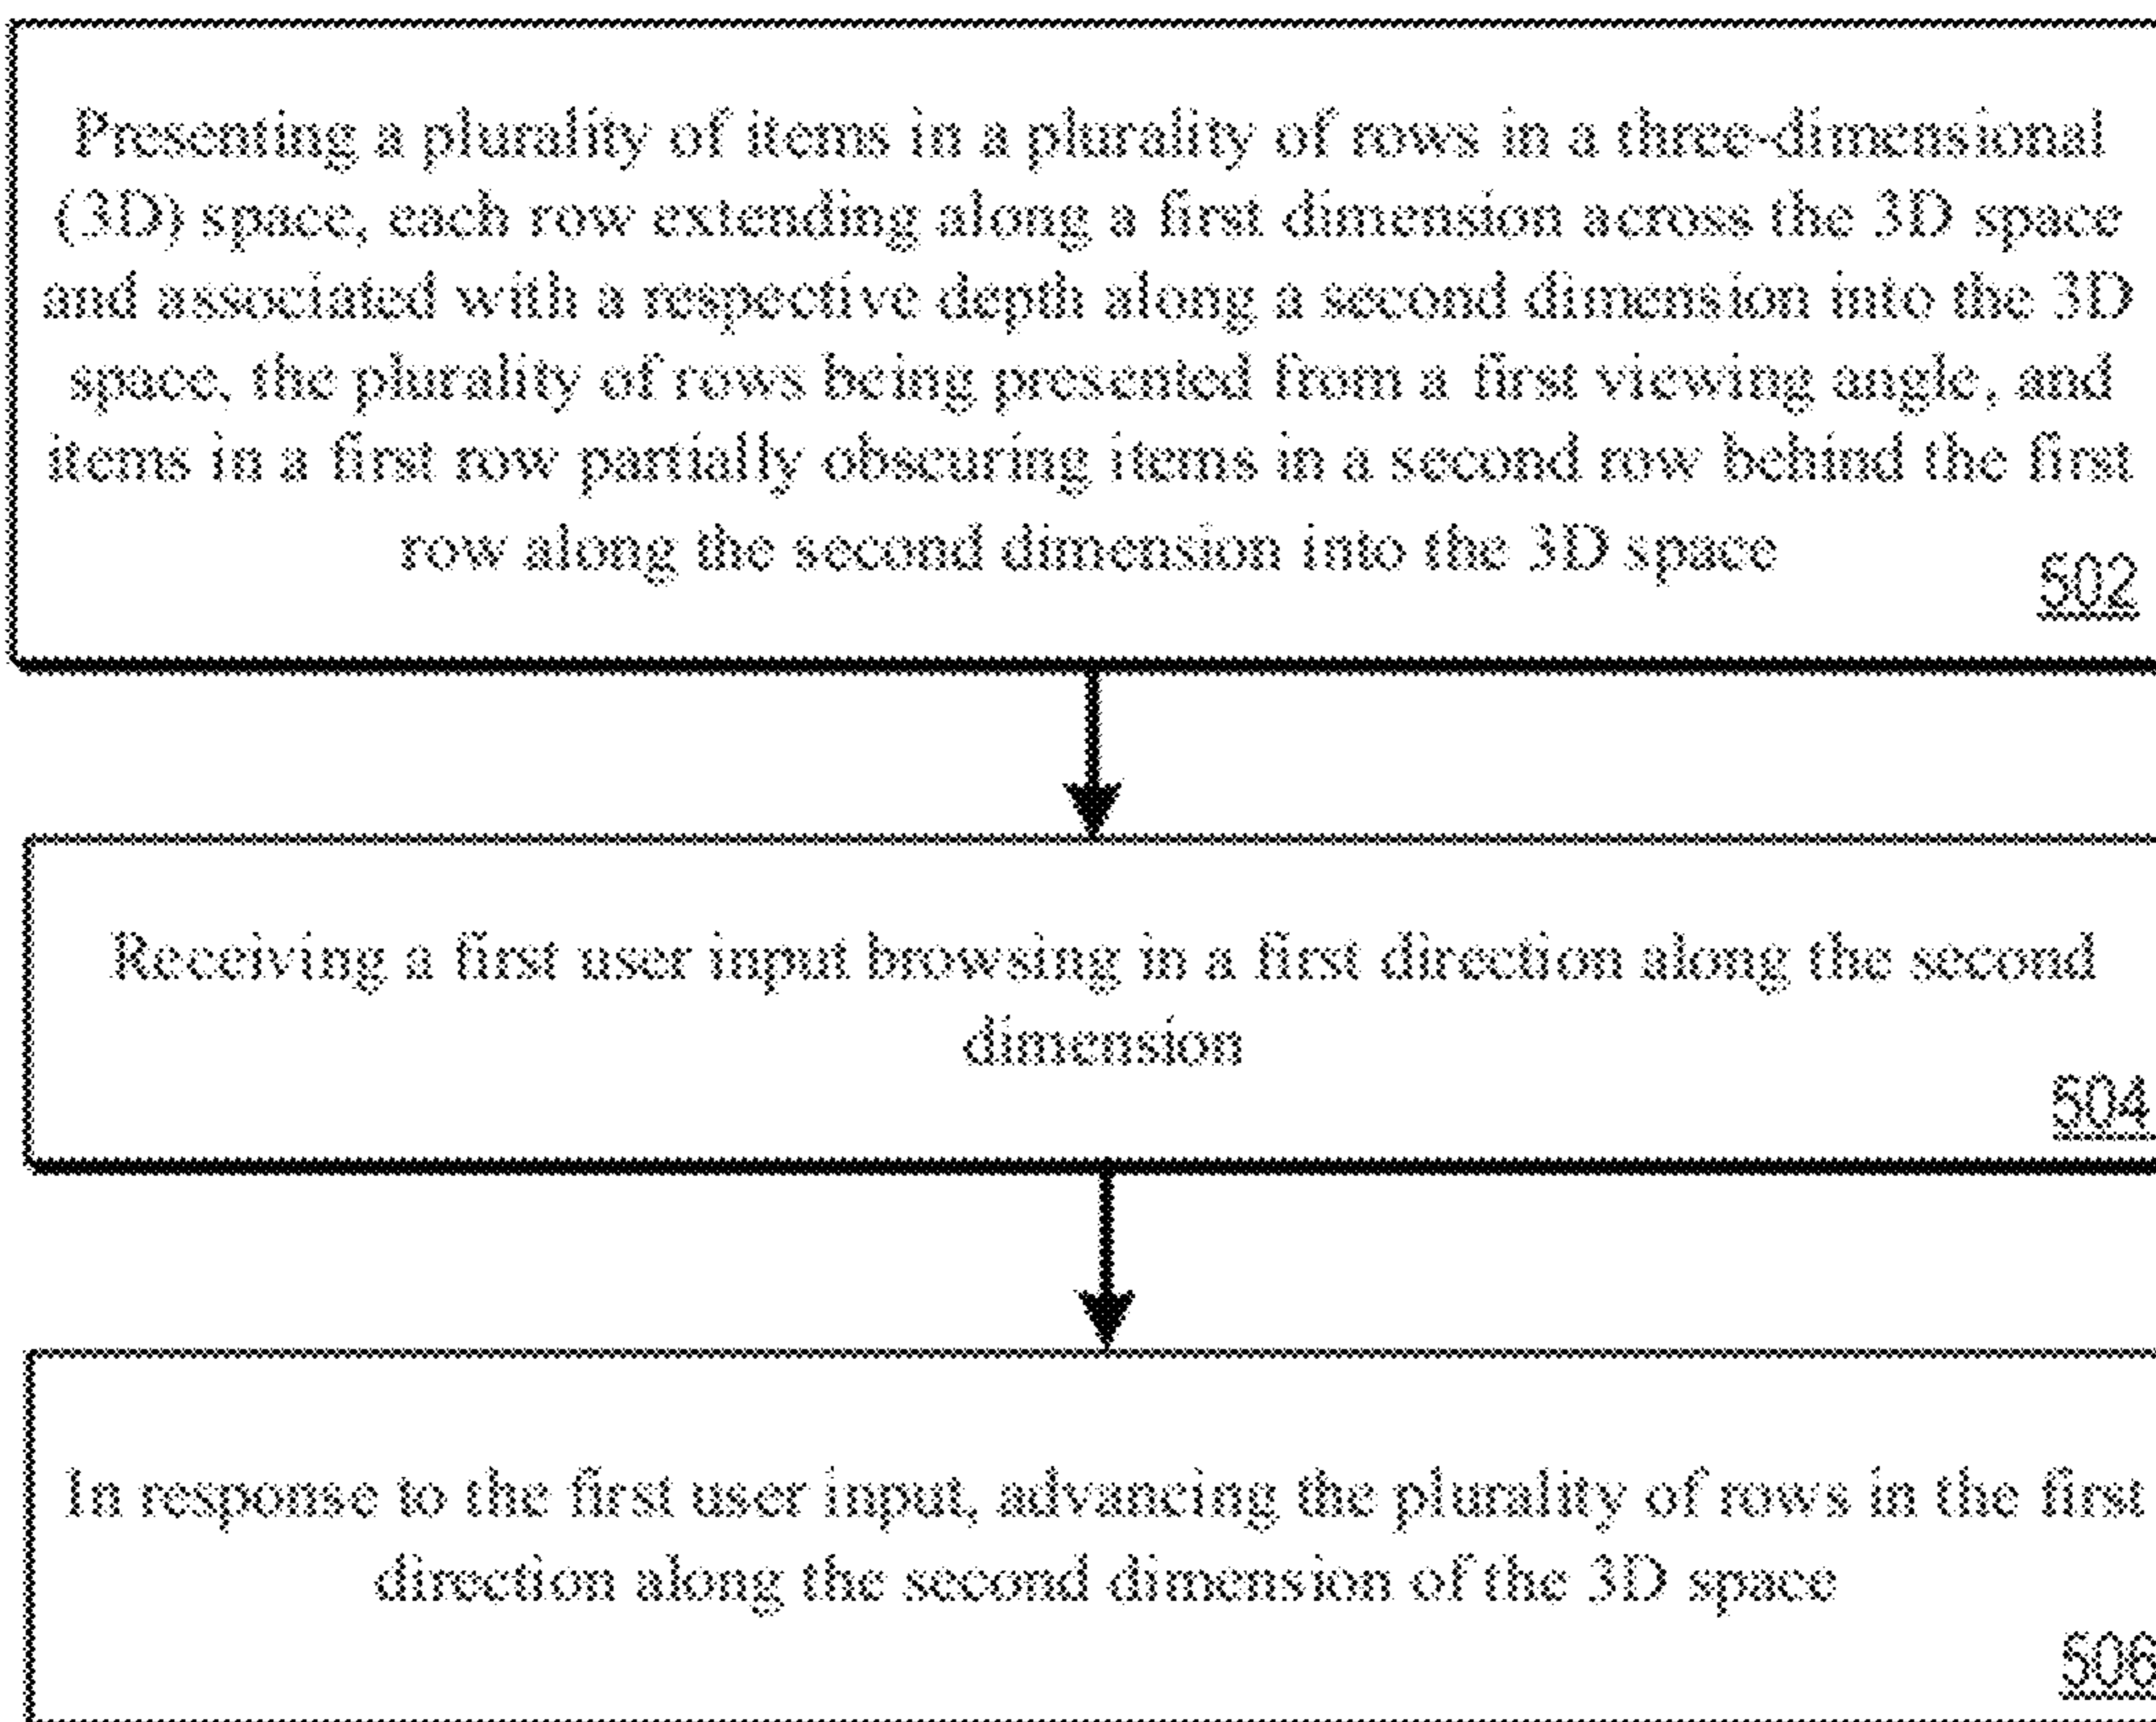 Presenting a plurality of items in a plurality of rows in a three-dimensional
(3D) space, each row extending along a first dimension across the 3D space
and associated with a respective depth along a second dimension into the 3D
space, the plurality of rows being presented from a first viewing angle, and
items in a first row partially obscuring items in a second row behind the first
row along the second dimension into the 3D space
502
Receiving a first user input browsing in a first direction along the second
dimension
504
In response to the first user input, advancing the plurality of rows in the first
direction along the second dimension of the 3D space
506